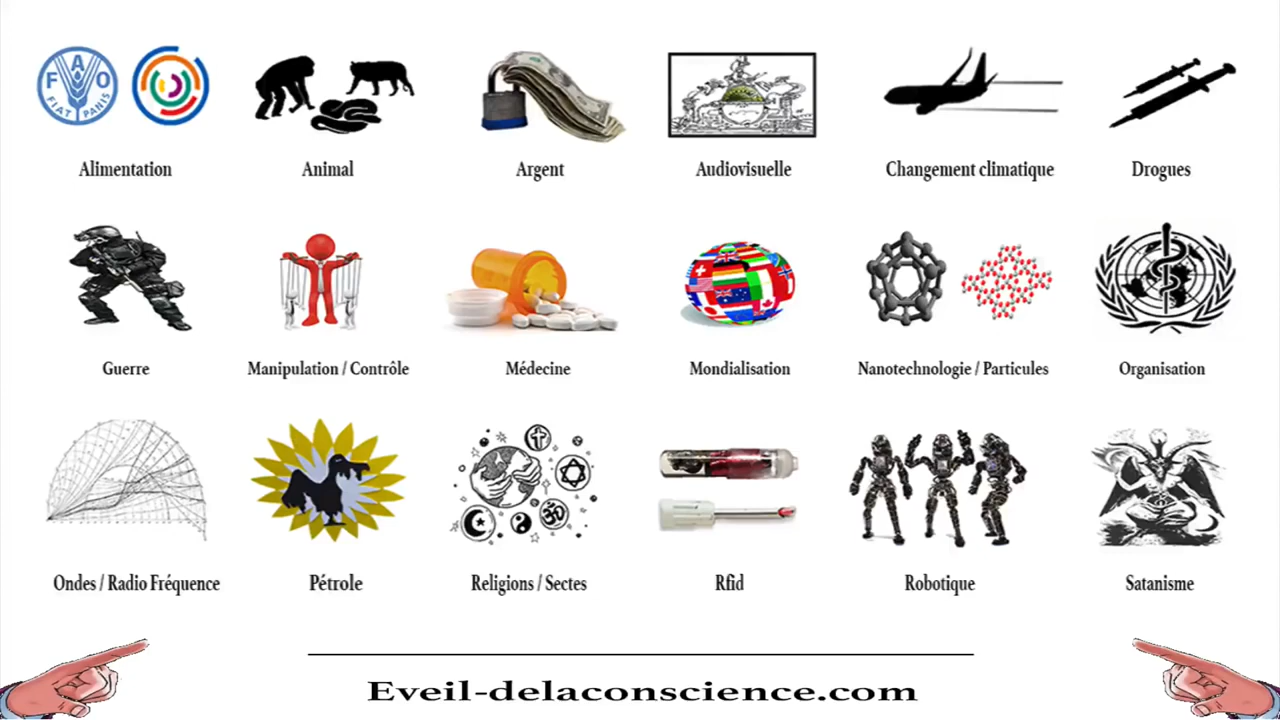 FAO
FIAT PANIS
Alimentation
Animal
Argent
Audiovisuelle
Changement climatique
Drogues
Guerre
Manipulation / Contrôle
Médecine
Mondialisation
Nanotechnologie / Particules
Organisation
Ondes / Radio Fréquence
Pétrole
Religions / Sectes
Rfid
Robotique
Satanisme
Eveil-delaconscience.com